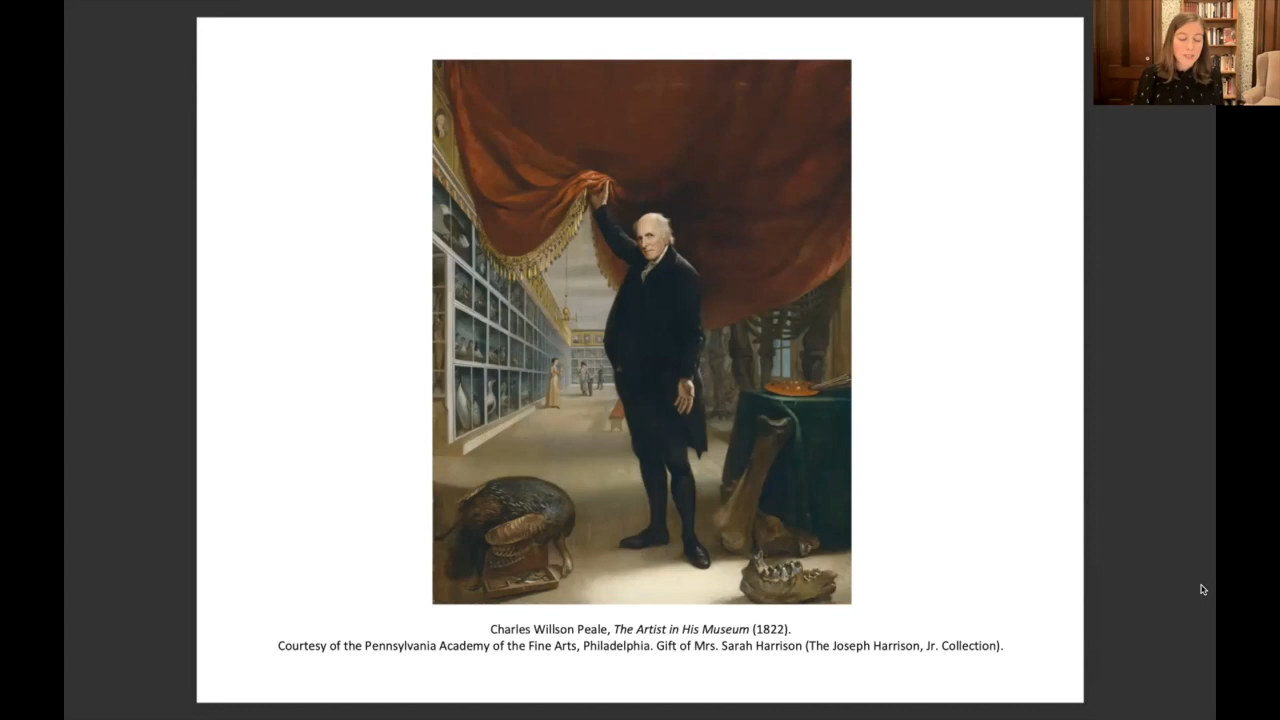 Charles Willson Peale, The Artist in His Museum (1822).
Courtesy of the Pennsylvania Academy of the Fine Arts, Philadelphia. Gift of Mrs. Sarah Harrison (The Joseph Harrison, Jr. Collection).